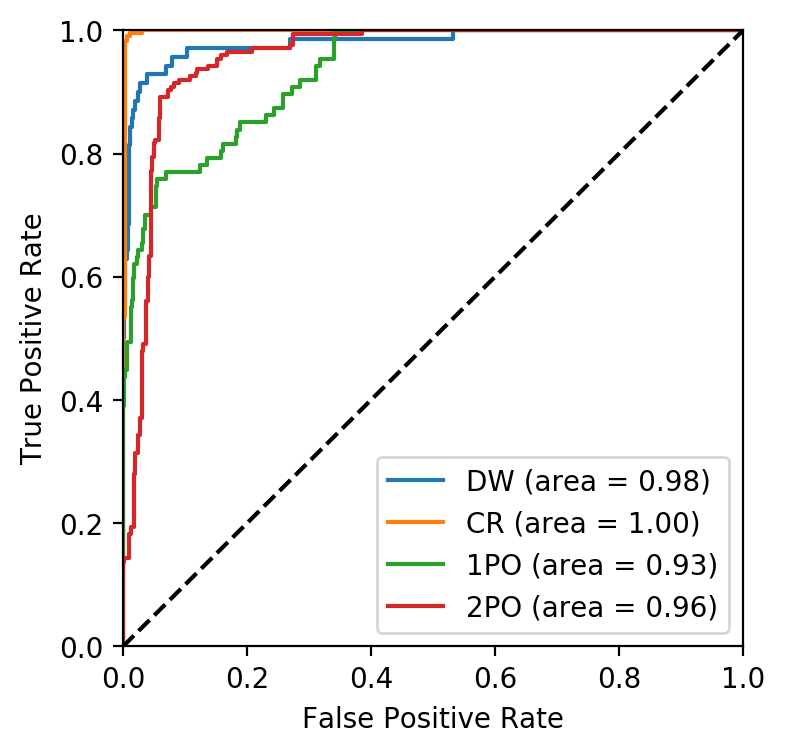 1.0
0.8
0.6
0.4
0.2
0.0
True Positive Rate
DW (area = 0.98)
CR (area = 1.00)
1PO (area = 0.93)
2PO (area = 0.96)
0.0 0.2 0.4 0.6 0.8 1.0
False Positive Rate